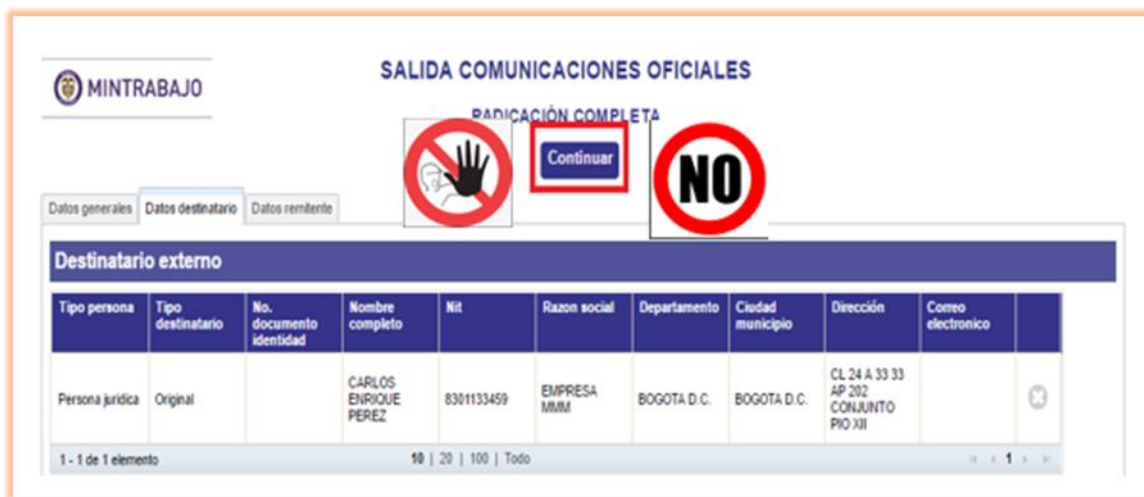 MINTRABAJO
SALIDA COMUNICACIONES OFICIALES
RADICACIÓN COMPLETA
Continuar
NO
Datos generales Datos destinatario Datos remitente
Destinatario externo
Tipo persona Tipo destinatario No. documento identidad Nombre completo Nit Razon social Departamento Ciudad municipio Dirección Correo electronico
Persona juridica Original CARLOS ENRIQUE PEREZ 8301133459 EMPRESA MMM BOGOTA D.C. BOGOTA D.C. CL 24 A 33 33 AP 202 CONJUNTO PIO XII
1 - 1 de 1 elemento 10 | 20 | 100 | Todo 1